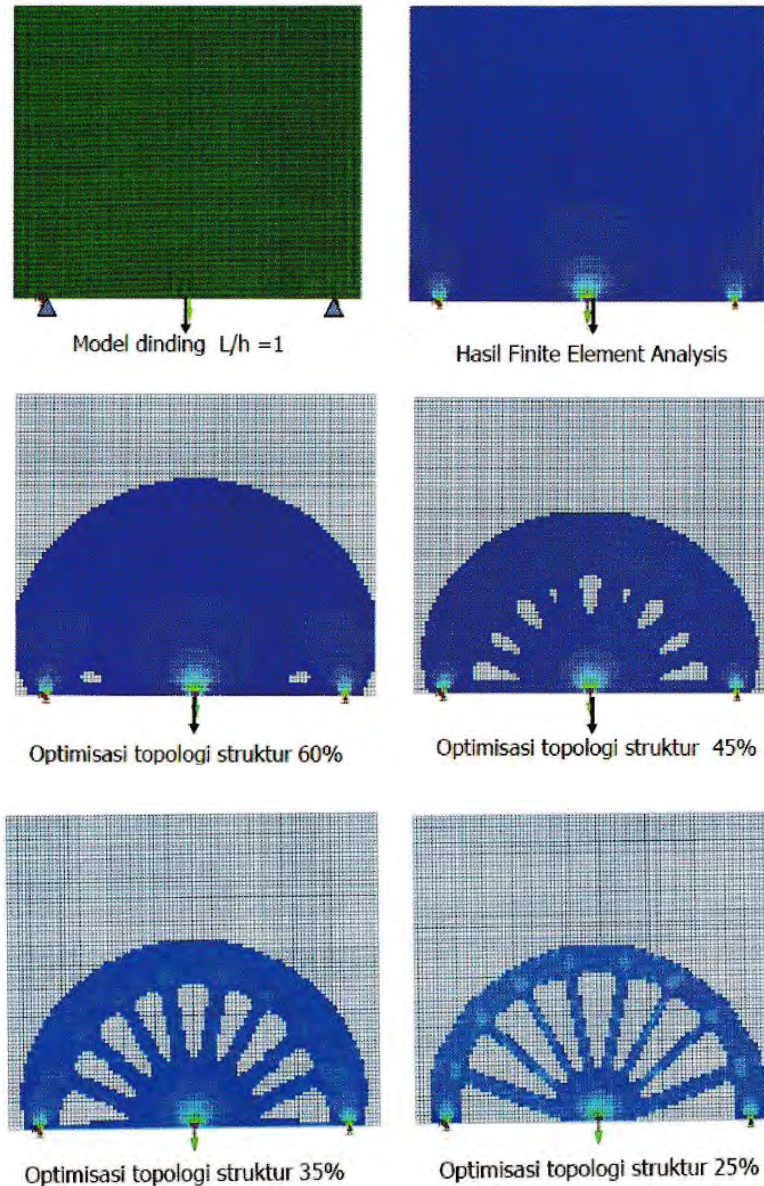 Model dinding L/h =1
Hasil Finite Element Analysis
Optimisasi topologi struktur 60%
Optimisasi topologi struktur 45%
Optimisasi topologi struktur 35%
Optimisasi topologi struktur 25%